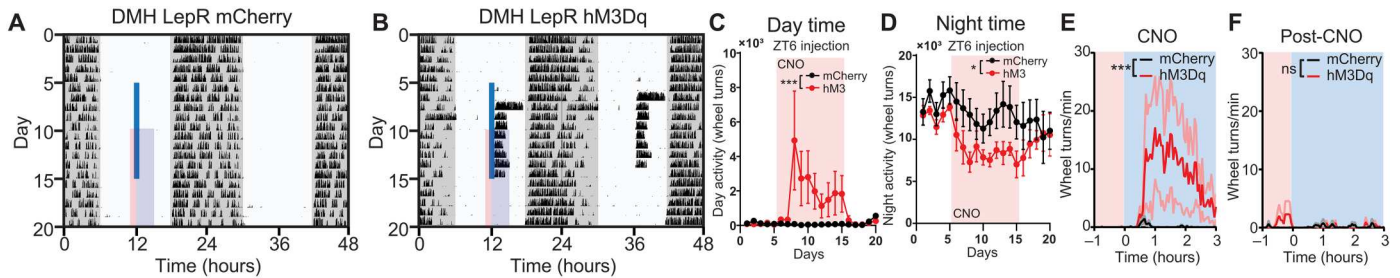 A
DMH LepR mCherry
Day
0
5
10
15
20
0
12
24
36
48
Time (hours)
B
DMH LepR hM3Dq
0
5
10
15
20
0
12
24
36
48
Time (hours)
C
Day time
×10³
ZT6 injection
CNO
***
mCherry
hM3
Day activity (wheel turns)
10
8
6
4
2
0
0
5
10
15
20
Days
D
Night time
×10³
ZT6 injection
*
mCherry
hM3
Night activity (wheel turns)
20
15
10
5
0
CNO
0
5
10
15
20
Days
E
CNO
***
mCherry
hM3Dq
Wheel turns/min
30
20
10
0
−1
0
1
2
3
Time (hours)
F
Post-CNO
ns
mCherry
hM3Dq
Wheel turns/min
30
20
10
0
−1
0
1
2
3
Time (hours)